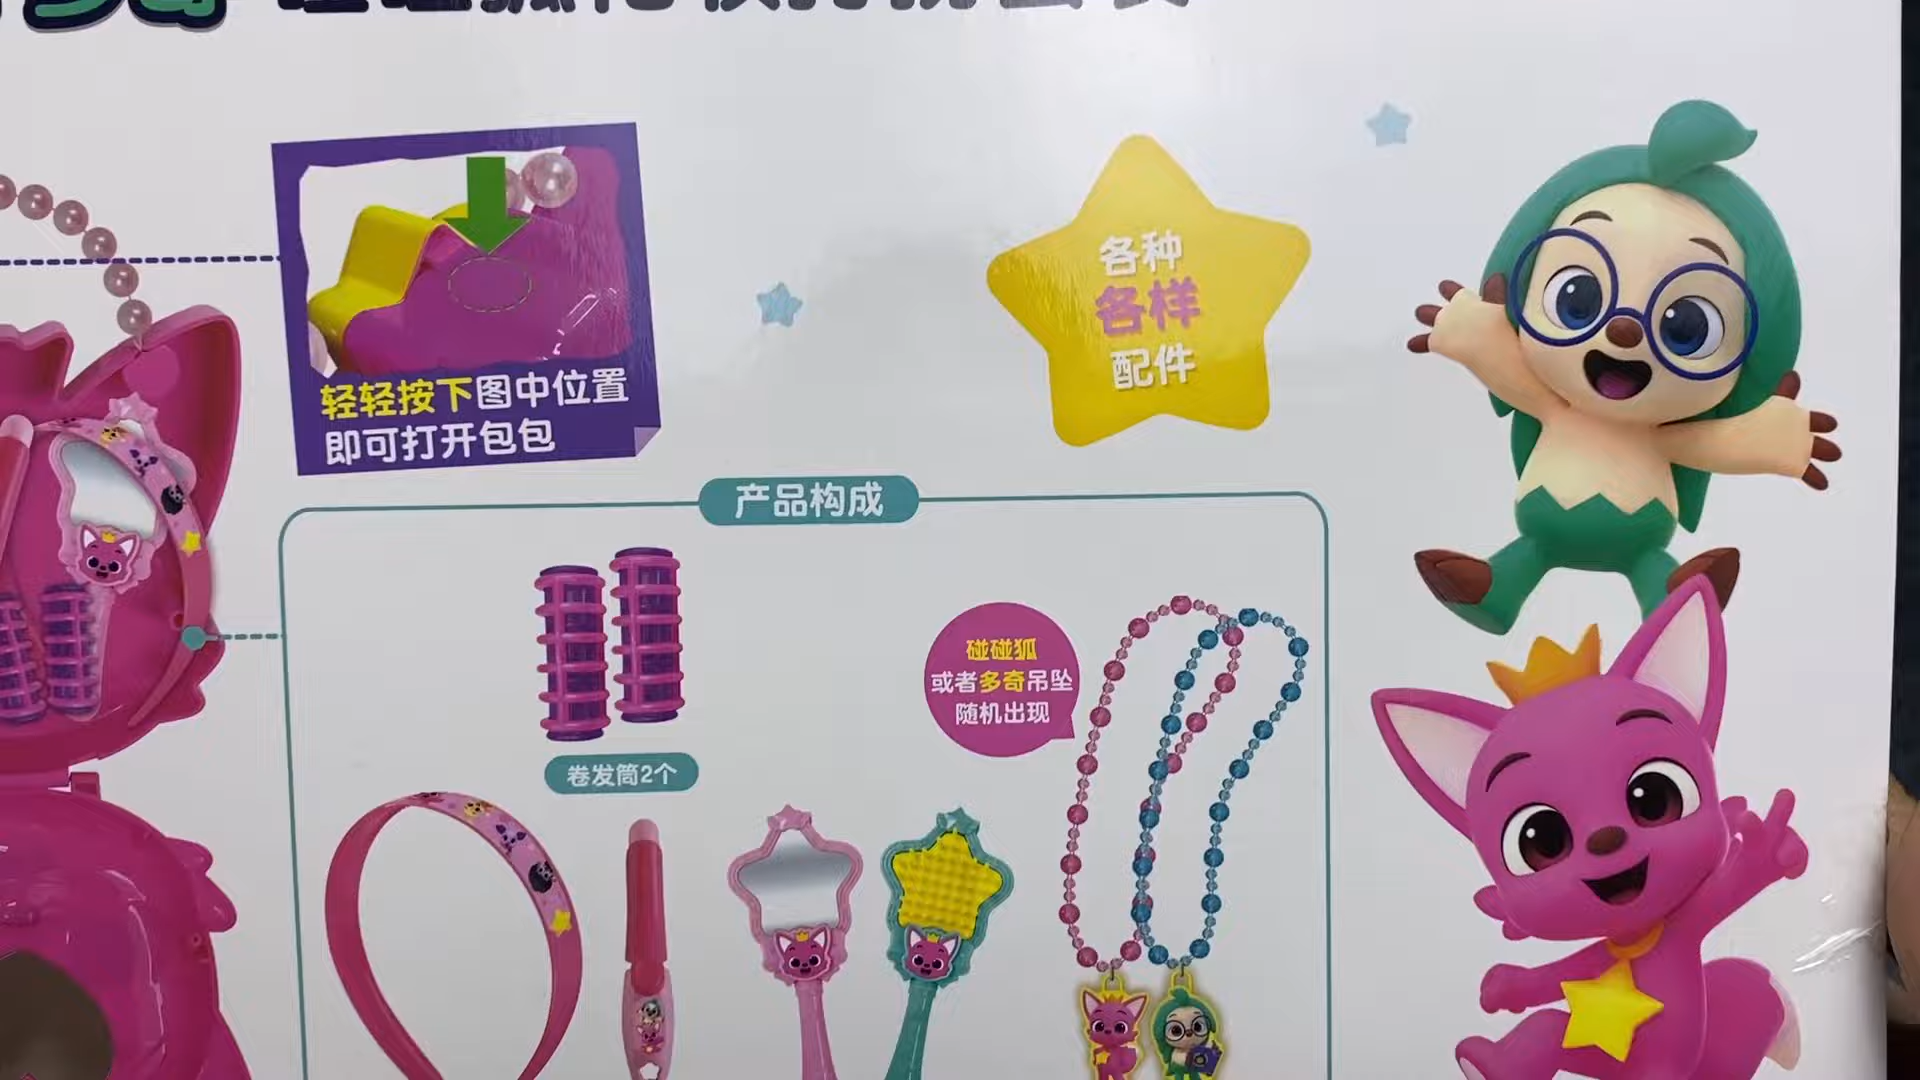 轻轻按下图中位置
即可打开包包
各种
各样
配件
产品构成
卷发筒2个
碰碰狐
或者多奇吊坠
随机出现